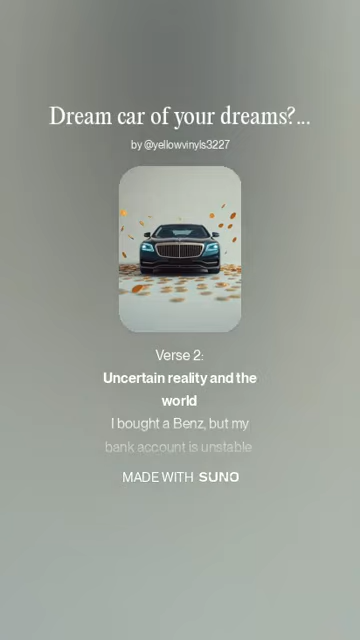 Dream car of your dreams?...
by @yellowvinyls3227
Verse 2:
Uncertain reality and the
world
I bought a Benz, but my
bank account is unstable
MADE WITH SUNO